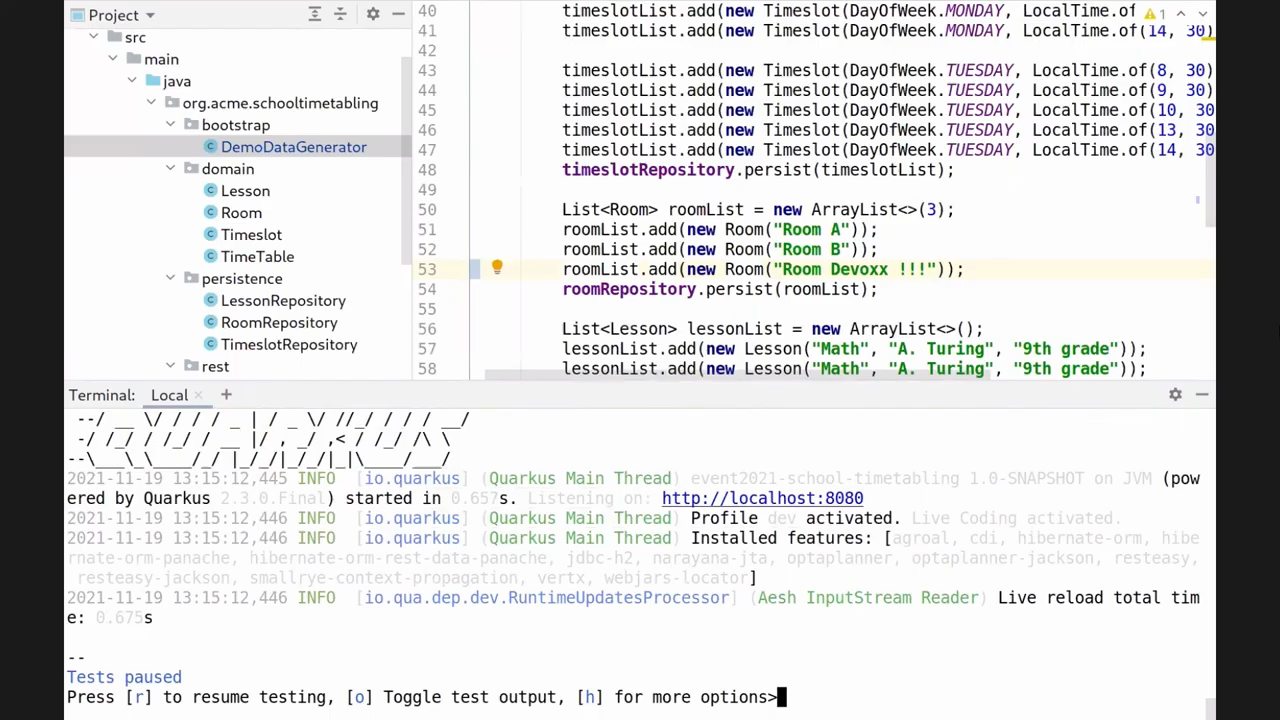 Project
src
main
java
org.acme.schooltimetabling
bootstrap
DemoDataGenerator
domain
Lesson
Room
Timeslot
TimeTable
persistence
LessonRepository
RoomRepository
TimeslotRepository
rest
1
40 timeslotList.add(new Timeslot(DayOfWeek.MONDAY, LocalTime.of
41 timeslotList.add(new Timeslot(DayOfWeek.MONDAY, LocalTime.of(14, 30)
42
43 timeslotList.add(new Timeslot(DayOfWeek.TUESDAY, LocalTime.of(8, 30)
44 timeslotList.add(new Timeslot(DayOfWeek.TUESDAY, LocalTime.of(9, 30)
45 timeslotList.add(new Timeslot(DayOfWeek.TUESDAY, LocalTime.of(10, 30
46 timeslotList.add(new Timeslot(DayOfWeek.TUESDAY, LocalTime.of(13, 30
47 timeslotList.add(new Timeslot(DayOfWeek.TUESDAY, LocalTime.of(14, 30
48 timeslotRepository.persist(timeslotList);
49
50 List<Room> roomList = new ArrayList<>(3);
51 roomList.add(new Room("Room A"));
52 roomList.add(new Room("Room B"));
53 roomList.add(new Room("Room Devoxx !!!"));
54 roomRepository.persist(roomList);
55
56 List<Lesson> lessonList = new ArrayList<>();
57 lessonList.add(new Lesson("Math", "A. Turing", "9th grade"));
58 lessonList.add(new Lesson("Math", "A. Turing", "9th grade"));
Terminal: Local
--/ __ \/ / / / _ | / _ \/ //_/ / / / __/
-/ /_/ / /_/ / __ |/ , _/ ,< / /_/ /\ \
--\___\_\____/_/ |_/_/|_/_/|_|\____/___/
2021-11-19 13:15:12,445 INFO [io.quarkus] (Quarkus Main Thread) event2021-school-timetabling 1.0-SNAPSHOT on JVM (pow
ered by Quarkus 2.3.0.Final) started in 0.657s. Listening on: http://localhost:8080
2021-11-19 13:15:12,446 INFO [io.quarkus] (Quarkus Main Thread) Profile dev activated. Live Coding activated.
2021-11-19 13:15:12,446 INFO [io.quarkus] (Quarkus Main Thread) Installed features: [agroal, cdi, hibernate-orm, hibe
rnate-orm-panache, hibernate-orm-rest-data-panache, jdbc-h2, narayana-jta, optaplanner, optaplanner-jackson, resteasy,
resteasy-jackson, smallrye-context-propagation, vertx, webjars-locator]
2021-11-19 13:15:12,446 INFO [io.qua.dep.dev.RuntimeUpdatesProcessor] (Aesh InputStream Reader) Live reload total tim
e: 0.675s
--
Tests paused
Press [r] to resume testing, [o] Toggle test output, [h] for more options>